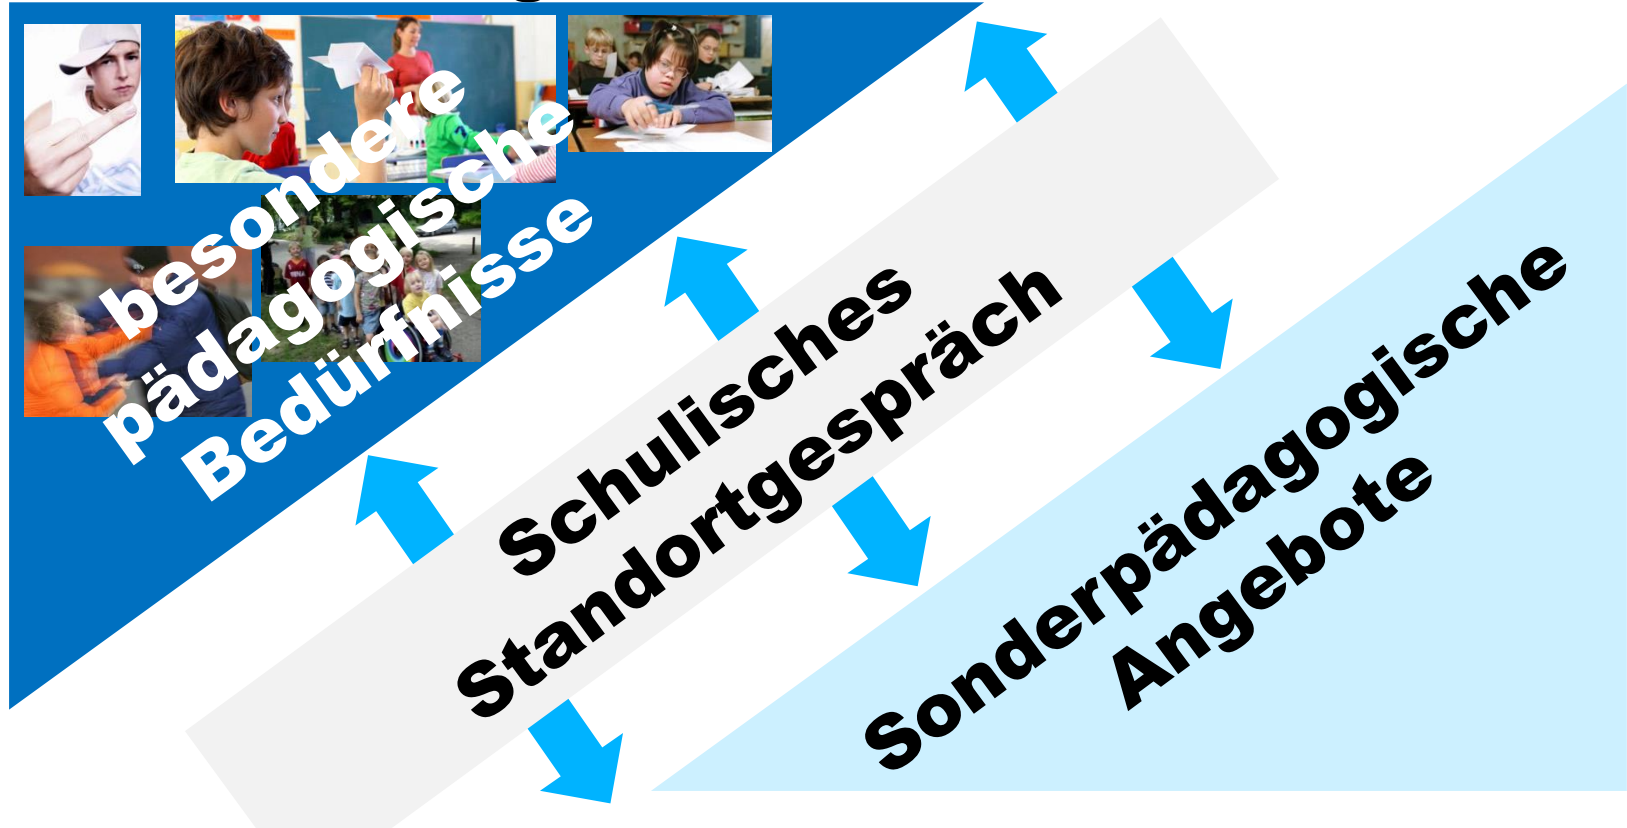 besondere
pädagogische
Bedürfnisse
Schulisches
Standortgespräch
Sonderpädagogische
Angebote